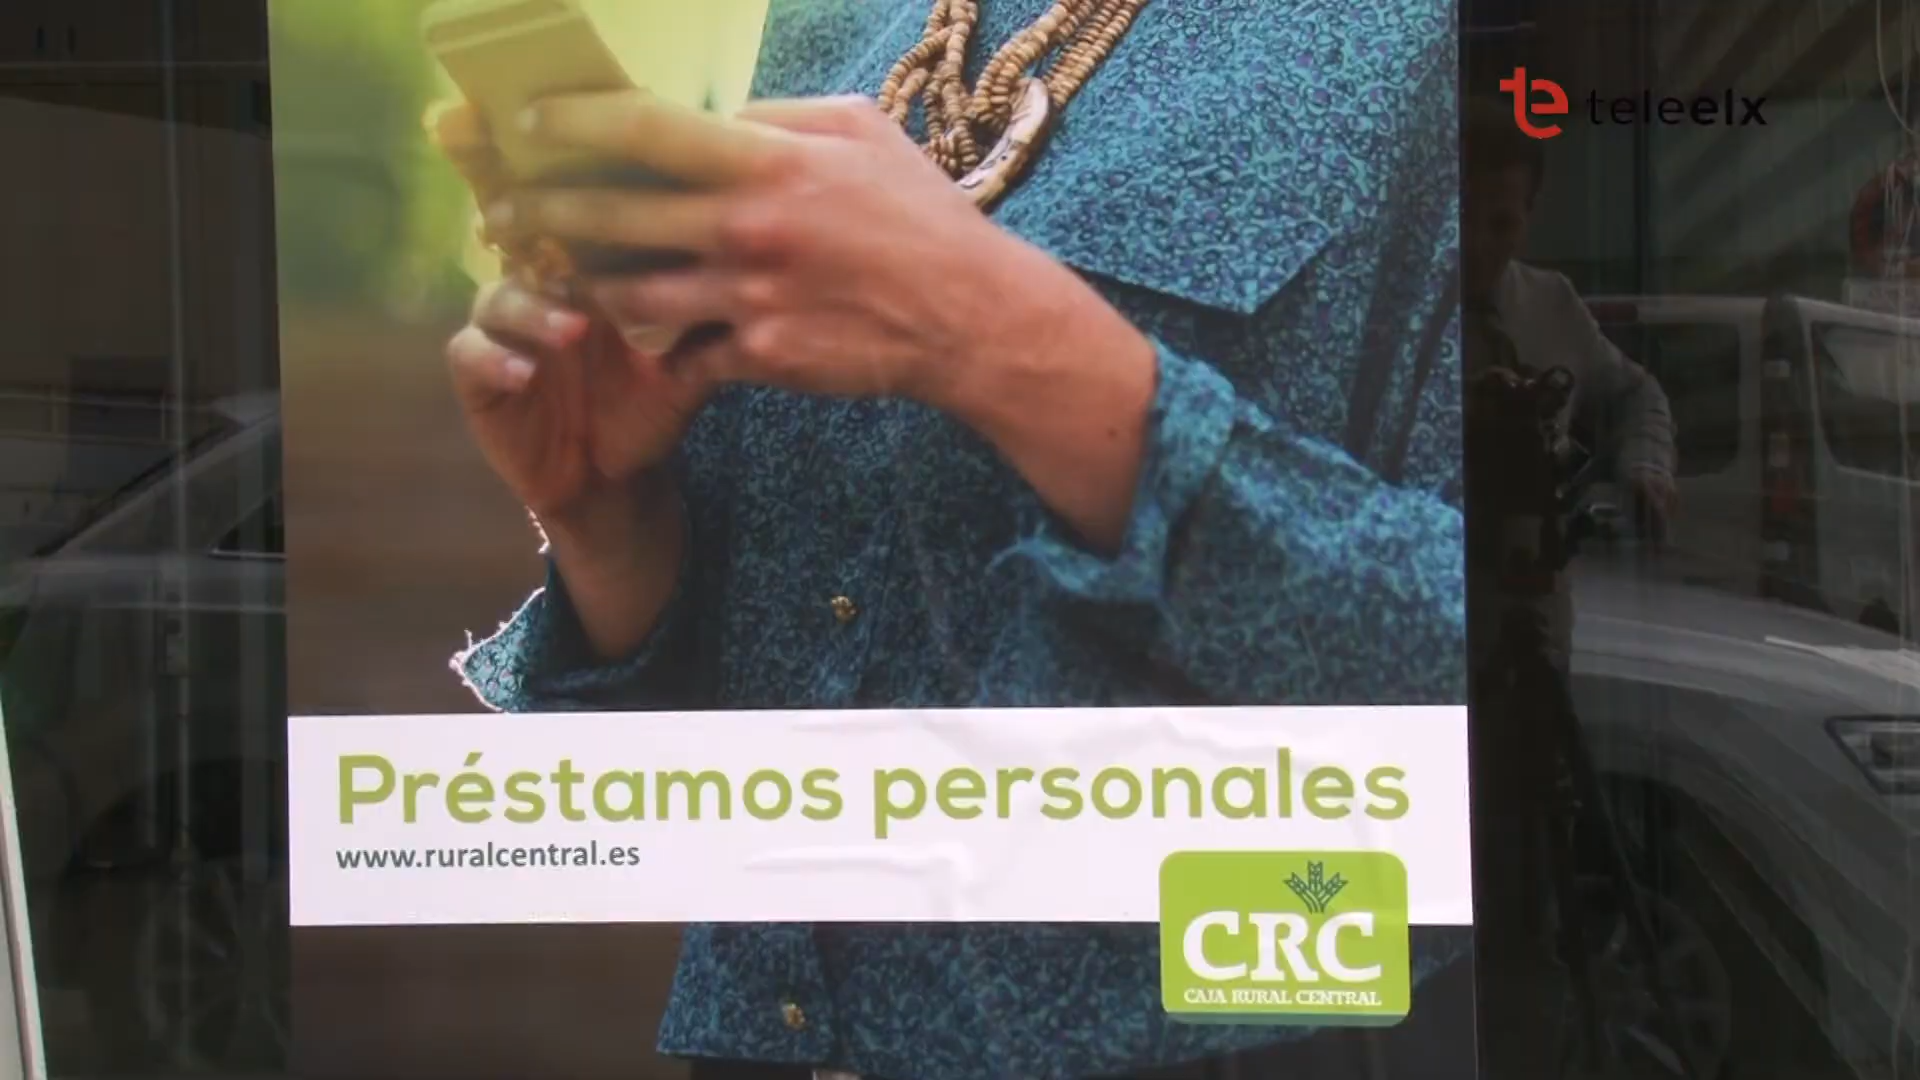 teleelx
Préstamos personales
www.ruralcentral.es
CRC
CAJA RURAL CENTRAL